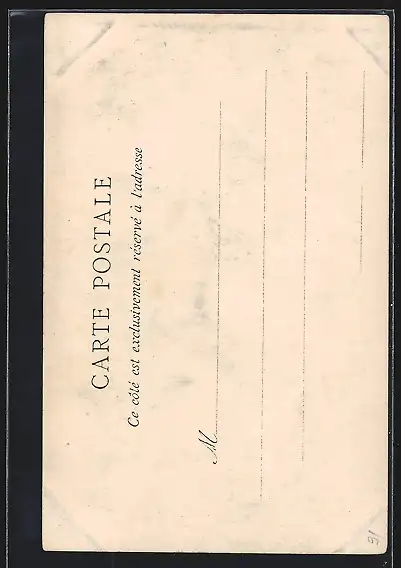 CARTE POSTALE
Ce côté est exclusivement réservé à l'adresse
M